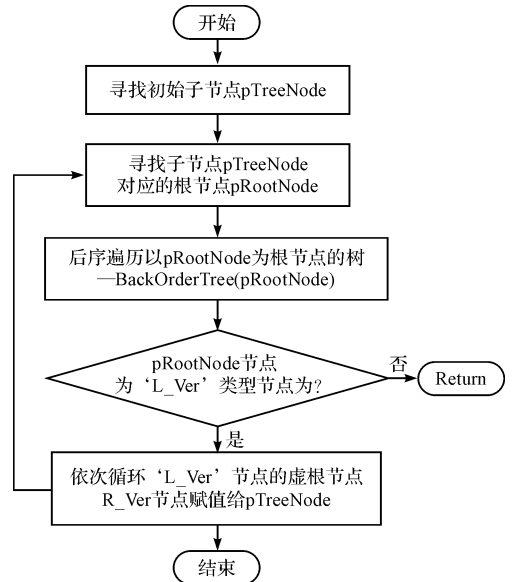 开始
寻找初始子节点pTreeNode
寻找子节点pTreeNode
对应的根节点pRootNode
后序遍历以pRootNode为根节点的树
—BackOrderTree(pRootNode)
pRootNode节点
为‘L_Ver’类型节点为?
否
Return
是
依次循环‘L_Ver’节点的虚根节点
R_Ver节点赋值给pTreeNode
结束